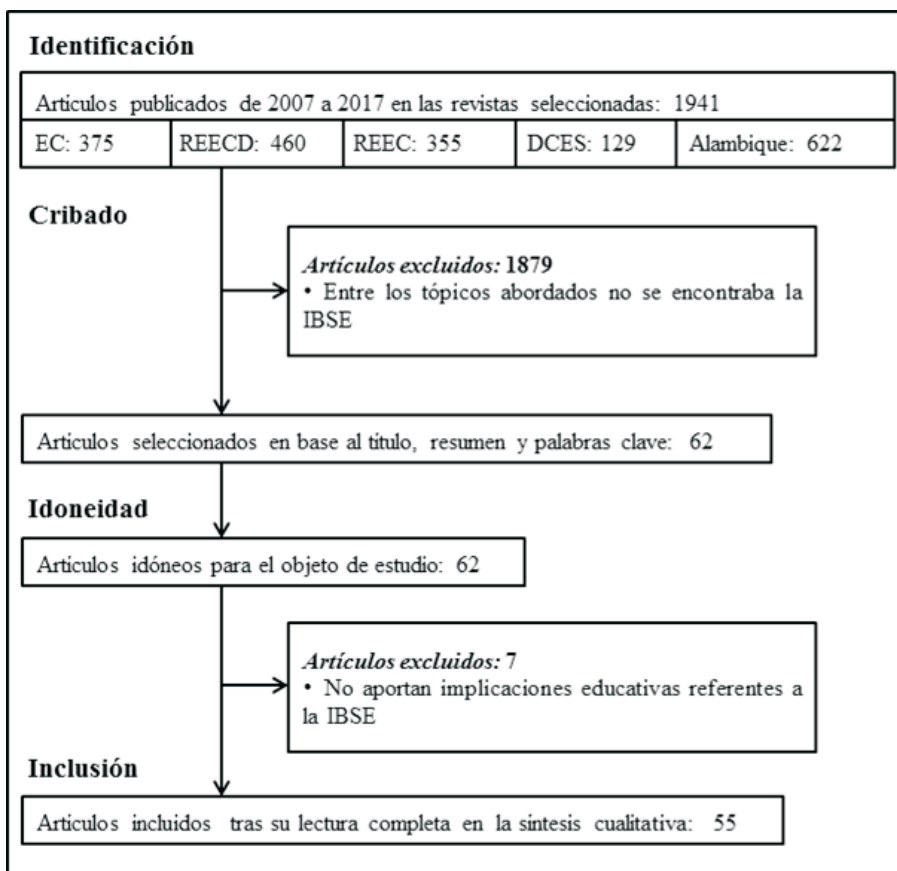 Identificación
Artículos publicados de 2007 a 2017 en las revistas seleccionadas: 1941
EC: 375 REECD: 460 REEC: 355 DCES: 129 Alambique: 622
Cribado
Artículos excluidos: 1879
• Entre los tópicos abordados no se encontraba la
IBSE
Artículos seleccionados en base al título, resumen y palabras clave: 62
Idoneidad
Artículos idóneos para el objeto de estudio: 62
Artículos excluidos: 7
• No aportan implicaciones educativas referentes a
la IBSE
Inclusión
Artículos incluidos tras su lectura completa en la síntesis cualitativa: 55